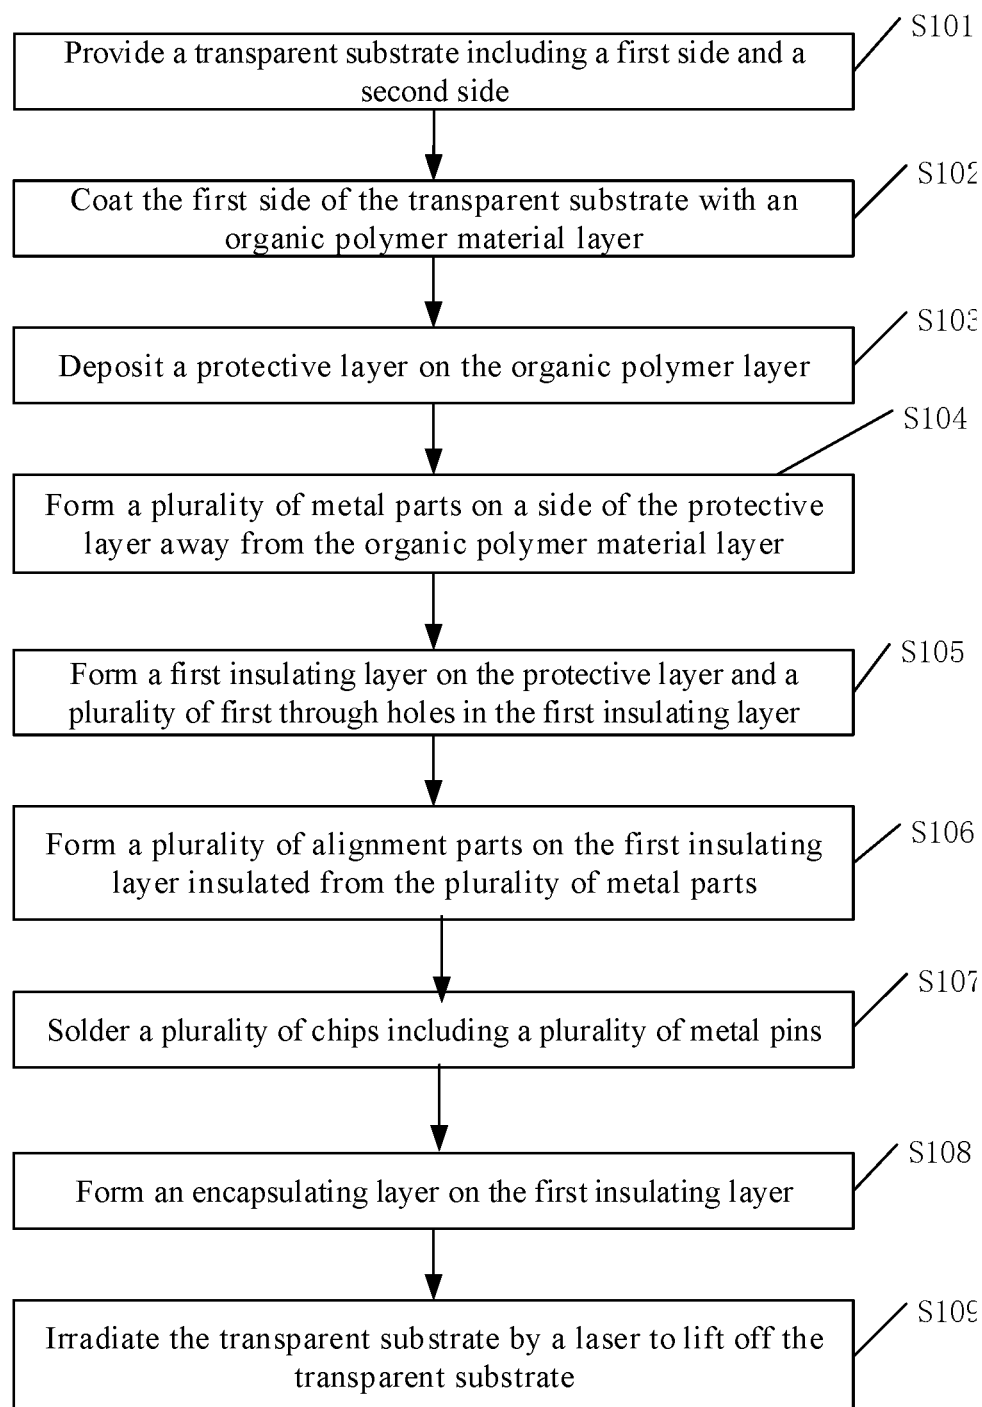 S101
Provide a transparent substrate including a first side and a
second side
S102
Coat the first side of the transparent substrate with an
organic polymer material layer
S103
Deposit a protective layer on the organic polymer layer
S104
Form a plurality of metal parts on a side of the protective
layer away from the organic polymer material layer
S105
Form a first insulating layer on the protective layer and a
plurality of first through holes in the first insulating layer
S106
Form a plurality of alignment parts on the first insulating
layer insulated from the plurality of metal parts
S107
Solder a plurality of chips including a plurality of metal pins
S108
Form an encapsulating layer on the first insulating layer
S109
Irradiate the transparent substrate by a laser to lift off the
transparent substrate